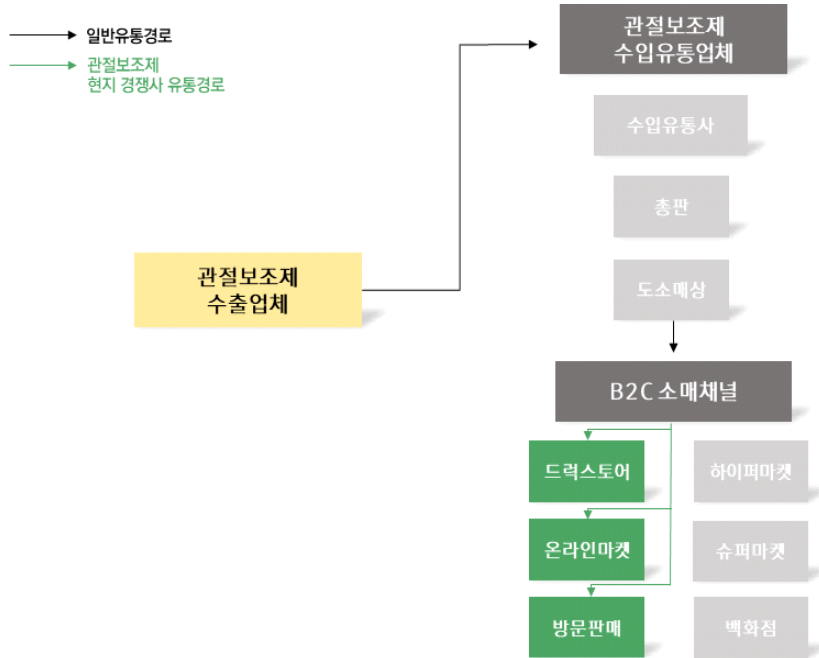 일반유통경로
관절보조제
현지 경쟁사 유통경로
관절보조제
수입유통업체
수입유통사
총판
도소매상
관절보조제
수출업체
B2C 소매채널
드럭스토어
하이퍼마켓
온라인마켓
슈퍼마켓
방문판매
백화점